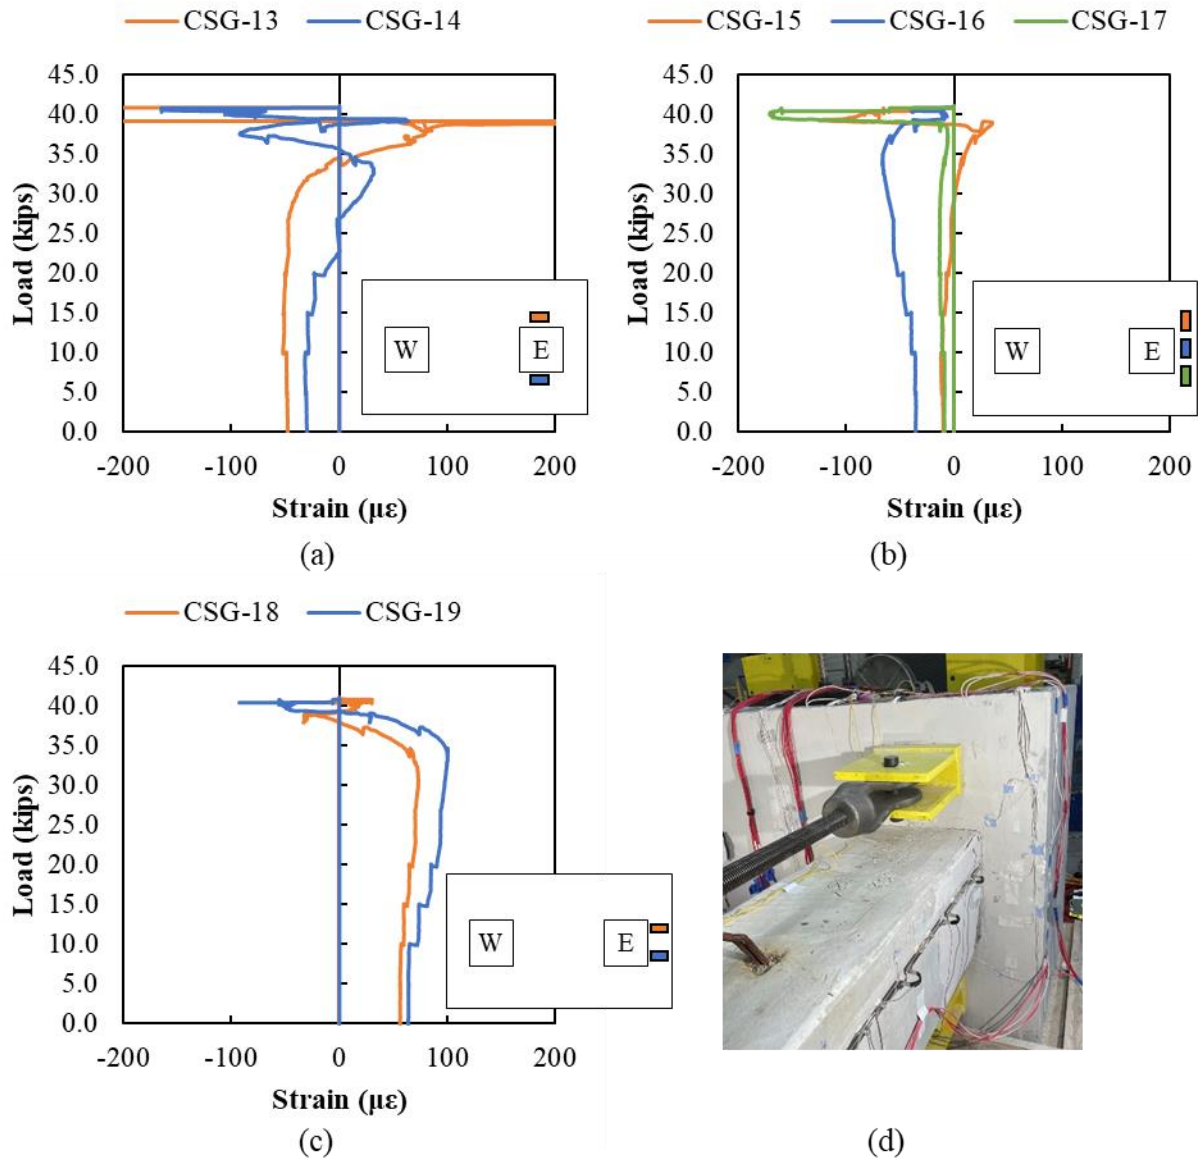 CSG-13 CSG-14
45.0
40.0
35.0
30.0
25.0
20.0
15.0
10.0
5.0
0.0
-200 -100 0 100 200
Load (kips)
Strain (με)
W E
(a)
CSG-15 CSG-16 CSG-17
45.0
40.0
35.0
30.0
25.0
20.0
15.0
10.0
5.0
0.0
-200 -100 0 100 200
Load (kips)
Strain (με)
W E
(b)
CSG-18 CSG-19
45.0
40.0
35.0
30.0
25.0
20.0
15.0
10.0
5.0
0.0
-200 -100 0 100 200
Load (kips)
Strain (με)
W E
(c)
(d)